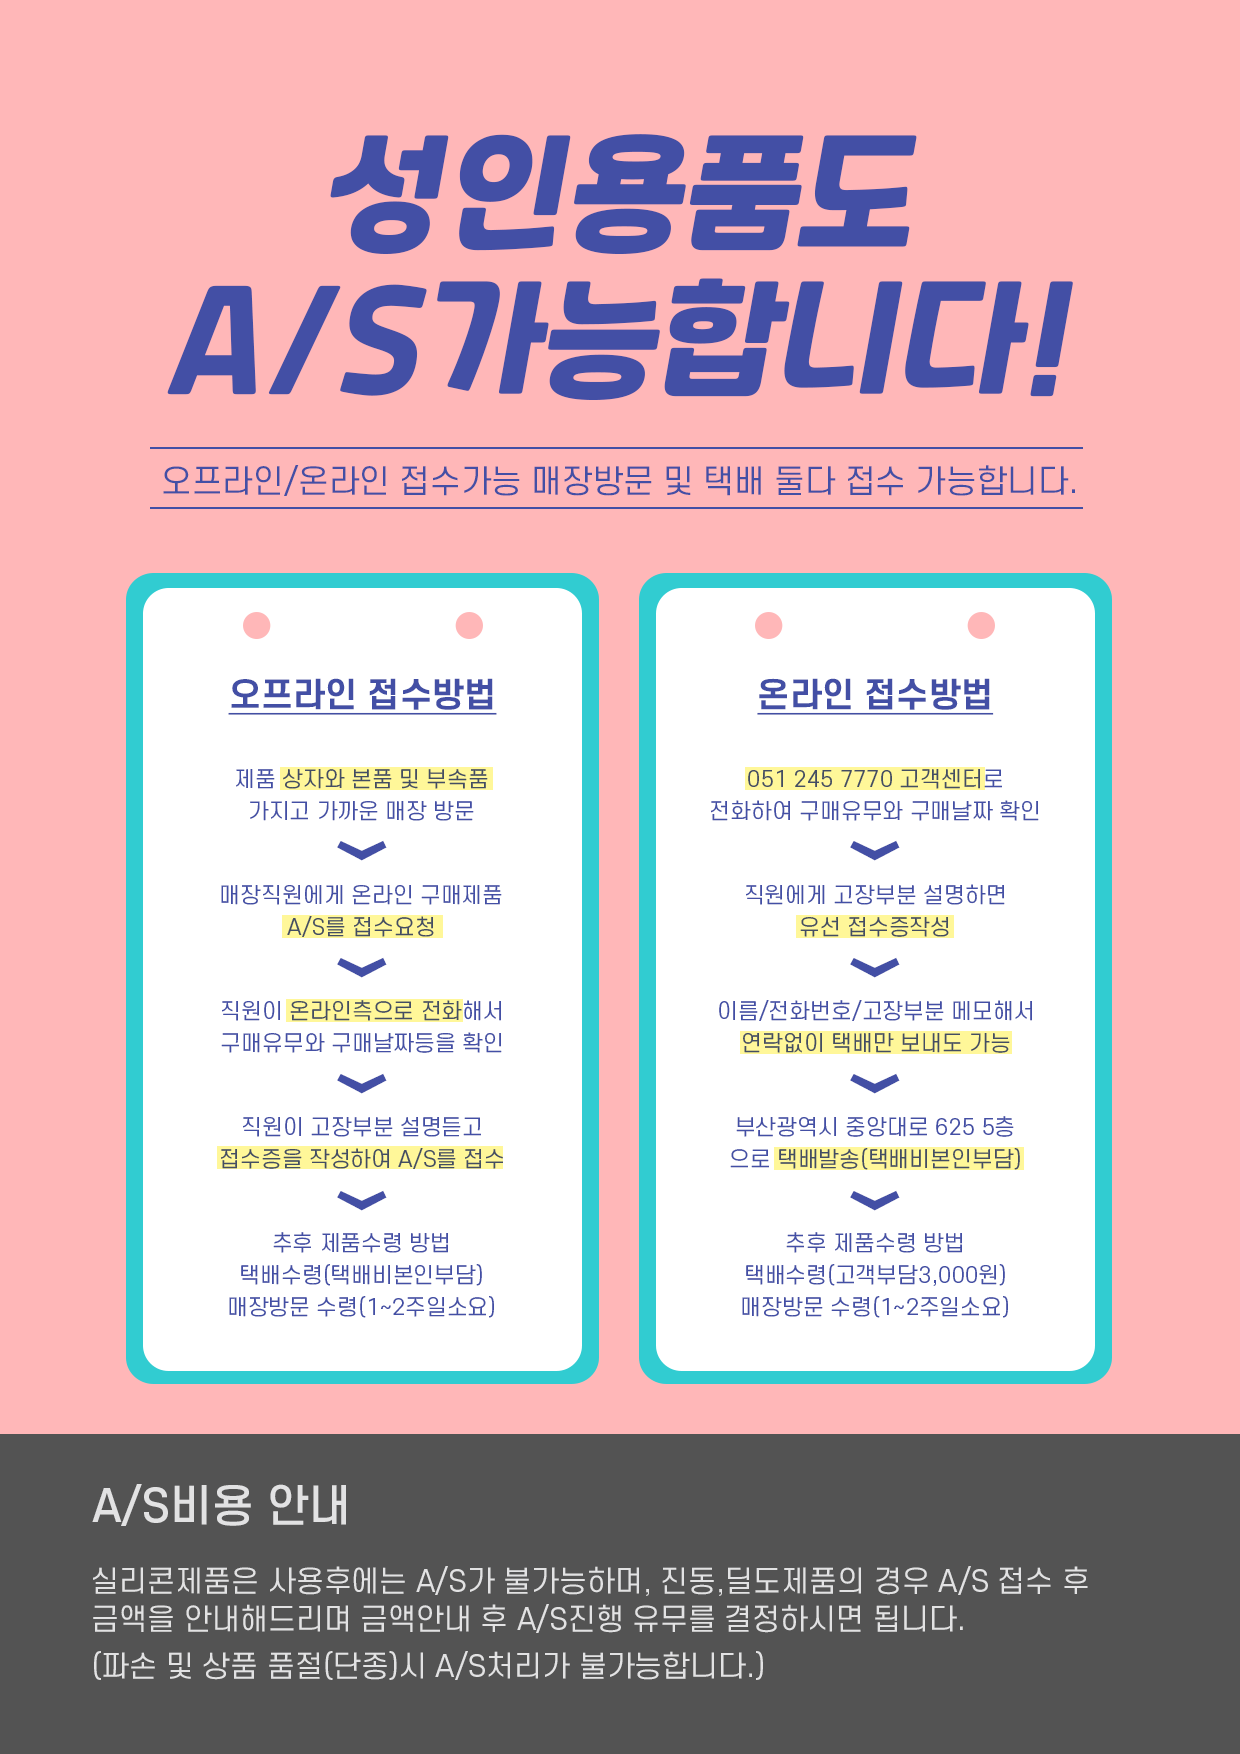 성인용품도
A/S가능합니다!
오프라인/온라인 접수가능 매장방문 및 택배 둘다 접수 가능합니다.
오프라인 접수방법
제품 상자와 본품 및 부속품
가지고 가까운 매장 방문
매장직원에게 온라인 구매제품
A/S를 접수요청
직원이 온라인측으로 전화해서
구매유무와 구매날짜등을 확인
직원이 고장부분 설명듣고
접수증을 작성하여 A/S를 접수
추후 제품수령 방법
택배수령(택배비본인부담)
매장방문 수령(1~2주일소요)
온라인 접수방법
051 245 7770 고객센터로
전화하여 구매유무와 구매날짜 확인
직원에게 고장부분 설명하면
유선 접수증작성
이름/전화번호/고장부분 메모해서
연락없이 택배만 보내도 가능
부산광역시 중앙대로 625 5층
으로 택배발송(택배비본인부담)
추후 제품수령 방법
택배수령(고객부담3,000원)
매장방문 수령(1~2주일소요)
A/S비용 안내
실리콘제품은 사용후에는 A/S가 불가능하며, 진동,딜도제품의 경우 A/S 접수 후
금액을 안내해드리며 금액안내 후 A/S진행 유무를 결정하시면 됩니다.
(파손 및 상품 품절(단종)시 A/S처리가 불가능합니다.)